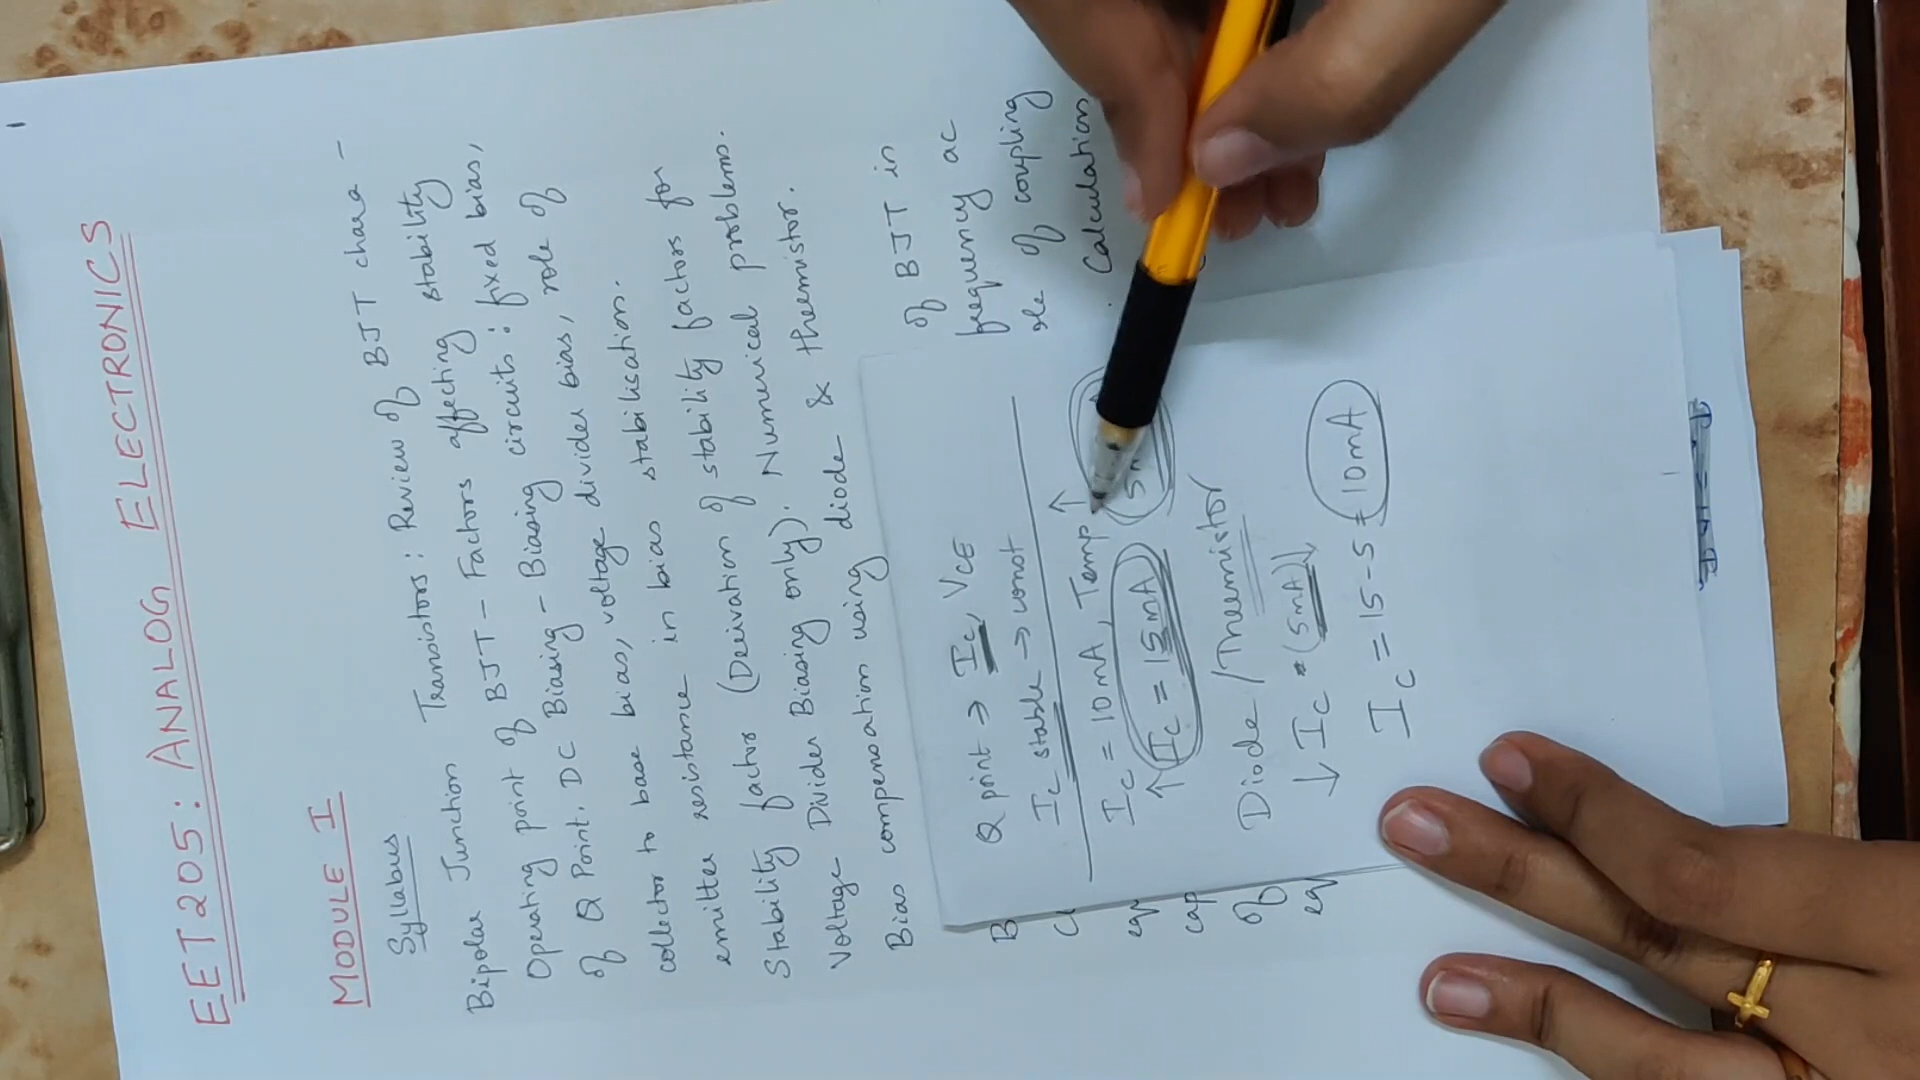 EET205: ANALOG ELECTRONICS
MODULE I
Syllabus
Bipolar Junction Transistors: Review of BJT chara -
Operating point of BJT - Factors affecting stability
of Q Point. DC Biasing - Biasing circuits: fixed bias,
collector to base bias, voltage divider bias, role of
emitter resistance in bias stabilisation.
Stability factor (Derivation of stability factors for
Voltage Divider Biasing only). Numerical problems.
Bias compensation using diode & thermistor.
of BJT in
frequency ac
of coupling
Calculation
Q point → Ic, VCE
Ic stable → const
Ic = 10mA, Temp ↑
↑ Ic = 15mA
Diode / Thermistor
↓ Ic (5mA) ↓
Ic = 15-5 = 10mA
B
eqv
cap
of
eq